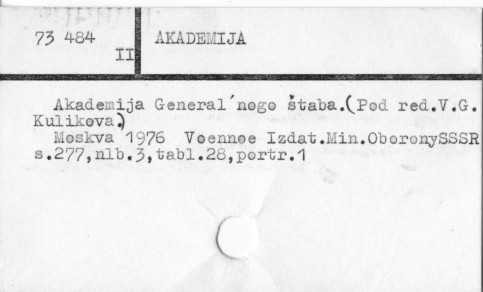 73 484
II
AKADEMIJA
Akademija General´nogo štaba.(Pod red.V.G.
Kulikova.)
Moskva 1976 Voennoe Izdat.Min.OboronySSSR
s.277,nlb.3,tabl.28,portr.1